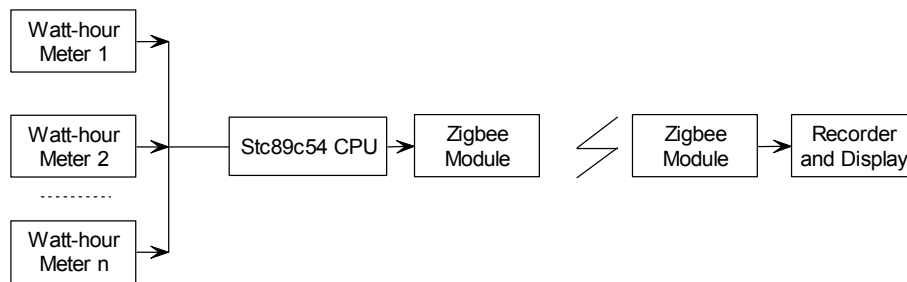 Watt-hour
Meter 1
Watt-hour
Meter 2
Watt-hour
Meter n
Stc89c54 CPU
Zigbee
Module
Zigbee
Module
Recorder
and Display